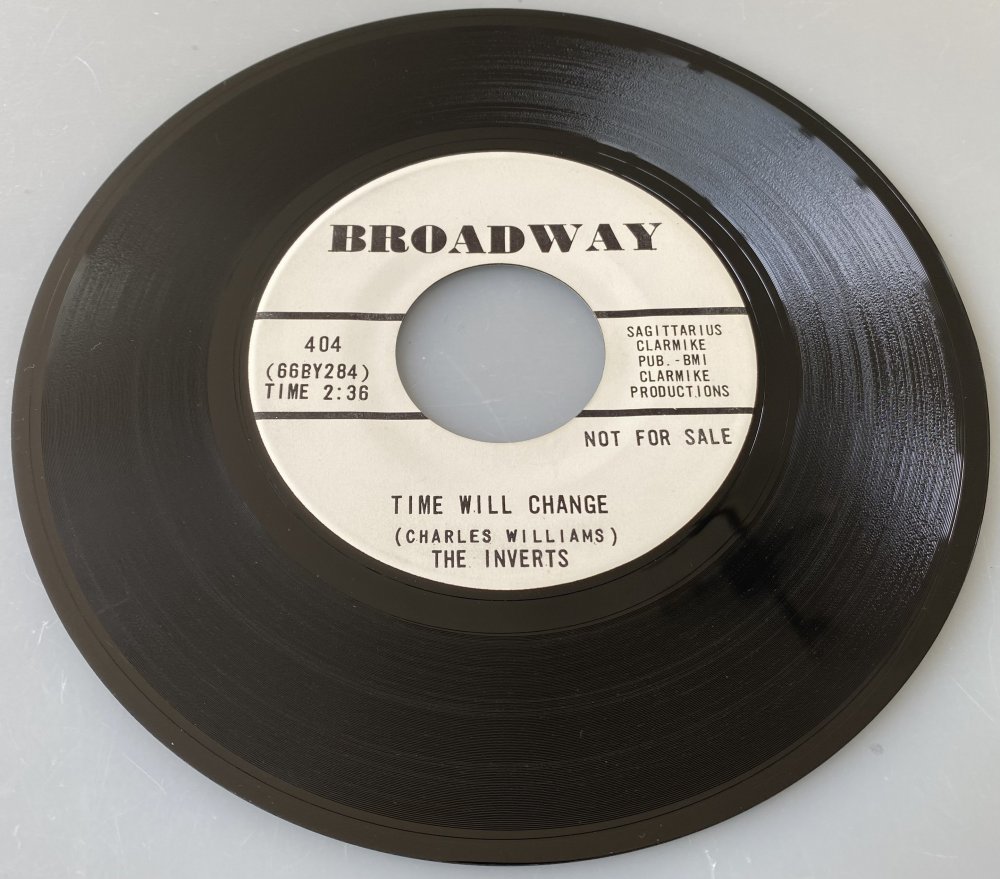 BROADWAY
404
(66BY284)
TIME 2:36
SAGITTARIUS
CLARMIKE
PUB. - BMI
CLARMIKE
PRODUCTIONS
NOT FOR SALE
TIME WILL CHANGE
(CHARLES WILLIAMS)
THE INVERTS